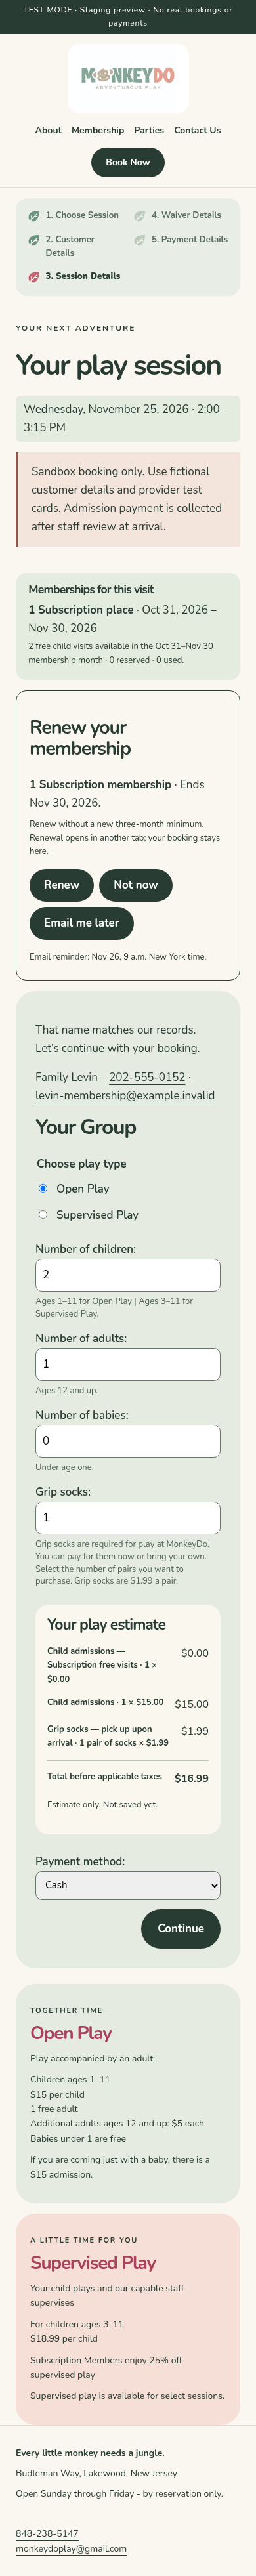 TEST MODE · Staging preview · No real bookings or
payments
MONKEYDO
ADVENTUROUS PLAY
About Membership Parties Contact Us
Book Now
1. Choose Session
2. Customer
Details
3. Session Details
4. Waiver Details
5. Payment Details
YOUR NEXT ADVENTURE
Your play session
Wednesday, November 25, 2026 · 2:00–
3:15 PM
Sandbox booking only. Use fictional
customer details and provider test
cards. Admission payment is collected
after staff review at arrival.
Memberships for this visit
1 Subscription place · Oct 31, 2026 –
Nov 30, 2026
2 free child visits available in the Oct 31–Nov 30
membership month · 0 reserved · 0 used.
Renew your
membership
1 Subscription membership · Ends
Nov 30, 2026.
Renew without a new three-month minimum.
Renewal opens in another tab; your booking stays
here.
Renew
Not now
Email me later
Email reminder: Nov 26, 9 a.m. New York time.
That name matches our records.
Let’s continue with your booking.
Family Levin – 202-555-0152 ·
levin-membership@example.invalid
Your Group
Choose play type
Open Play
Supervised Play
Number of children:
2
Ages 1–11 for Open Play | Ages 3–11 for
Supervised Play.
Number of adults:
1
Ages 12 and up.
Number of babies:
0
Under age one.
Grip socks:
1
Grip socks are required for play at MonkeyDo.
You can pay for them now or bring your own.
Select the number of pairs you want to
purchase. Grip socks are $1.99 a pair.
Your play estimate
Child admissions —
Subscription free visits · 1 ×
$0.00
$0.00
Child admissions · 1 × $15.00 $15.00
Grip socks — pick up upon
arrival · 1 pair of socks × $1.99
$1.99
Total before applicable taxes $16.99
Estimate only. Not saved yet.
Payment method:
Cash
Continue
TOGETHER TIME
Open Play
Play accompanied by an adult
Children ages 1–11
$15 per child
1 free adult
Additional adults ages 12 and up: $5 each
Babies under 1 are free
If you are coming just with a baby, there is a
$15 admission.
A LITTLE TIME FOR YOU
Supervised Play
Your child plays and our capable staff
supervises
For children ages 3-11
$18.99 per child
Subscription Members enjoy 25% off
supervised play
Supervised play is available for select sessions.
Every little monkey needs a jungle.
Budleman Way, Lakewood, New Jersey
Open Sunday through Friday - by reservation only.
848-238-5147
monkeydoplay@gmail.com